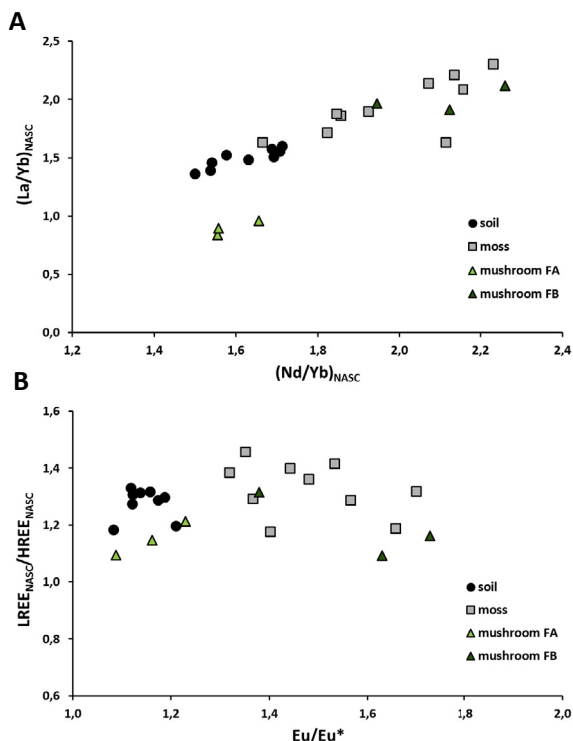 A
(La/Yb)NASC
2,5
2,0
1,5
1,0
0,5
0,0
soil
moss
mushroom FA
mushroom FB
1,2 1,4 1,6 1,8 2,0 2,2 2,4
(Nd/Yb)NASC
B
LREENASC/HREENASC
1,6
1,4
1,2
1,0
0,8
0,6
soil
moss
mushroom FA
mushroom FB
1,0 1,2 1,4 1,6 1,8 2,0
Eu/Eu*